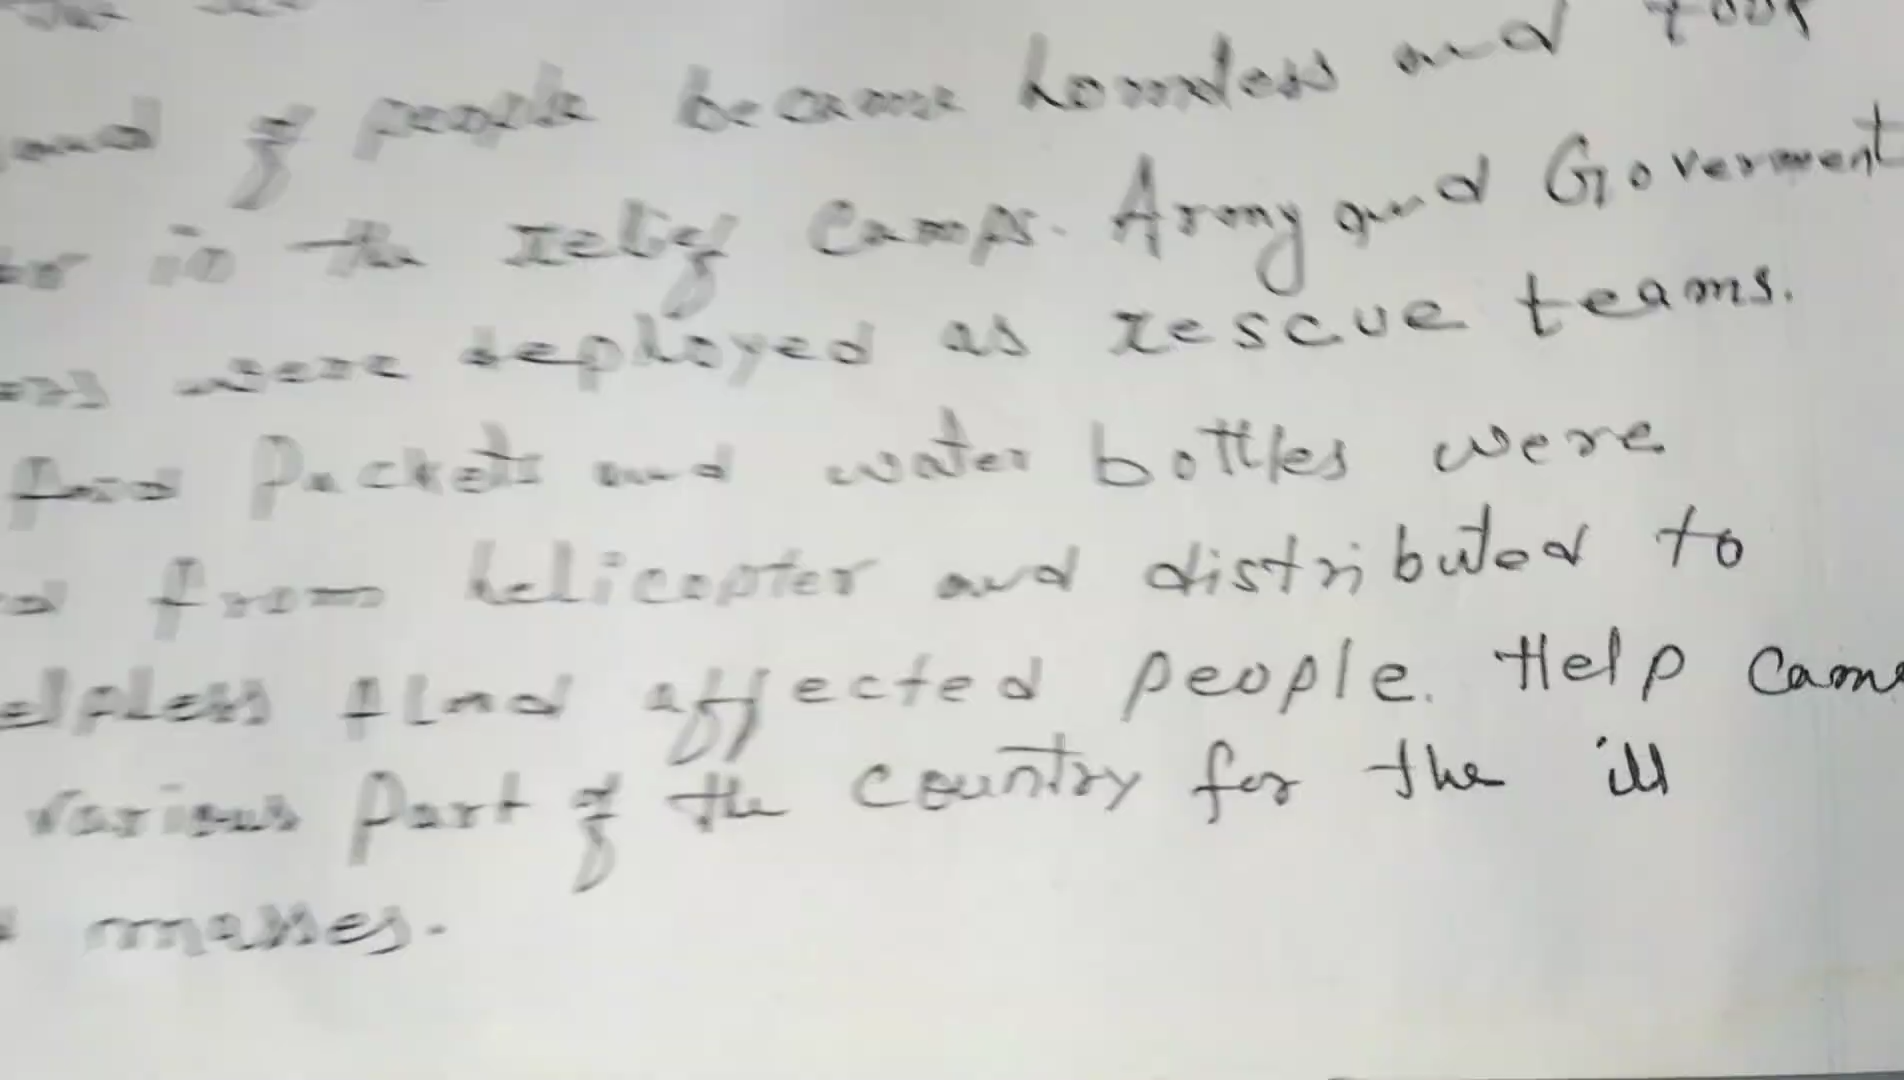 of people became homeless and
in the relief camps. Army and Goverment
were deployed as rescue teams.
food Packets and water bottles were
from helicopter and distributed to
flood affected people. Help
various part of the country for the ill
masses.